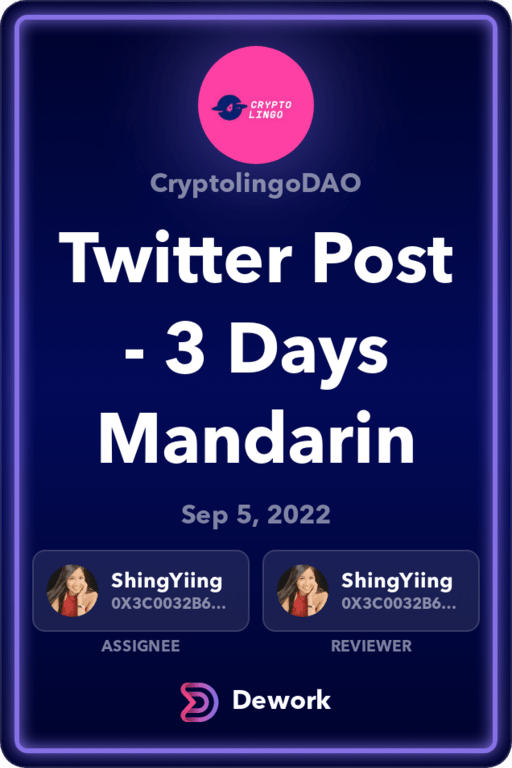 CRYPTO
LINGO
CryptolingoDAO
Twitter Post
- 3 Days
Mandarin
Sep 5, 2022
ShingYiing
0X3C0032B6...
ASSIGNEE
ShingYiing
0X3C0032B6...
REVIEWER
Dework